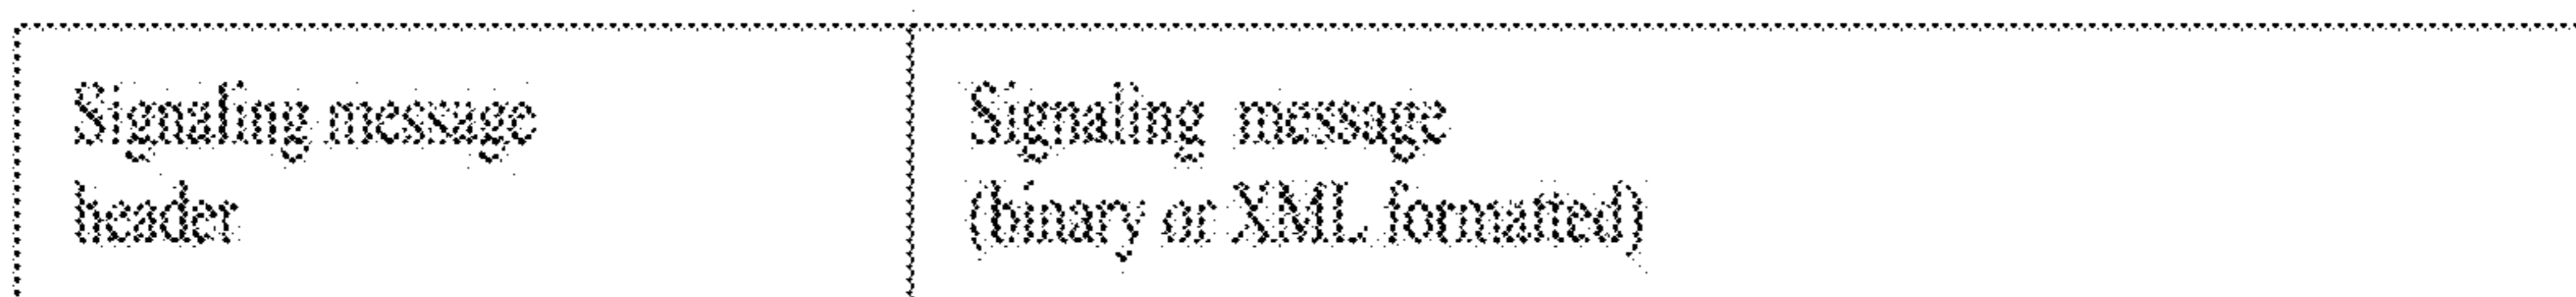 Signaling message
header
Signaling message
(binary or XML formatted)